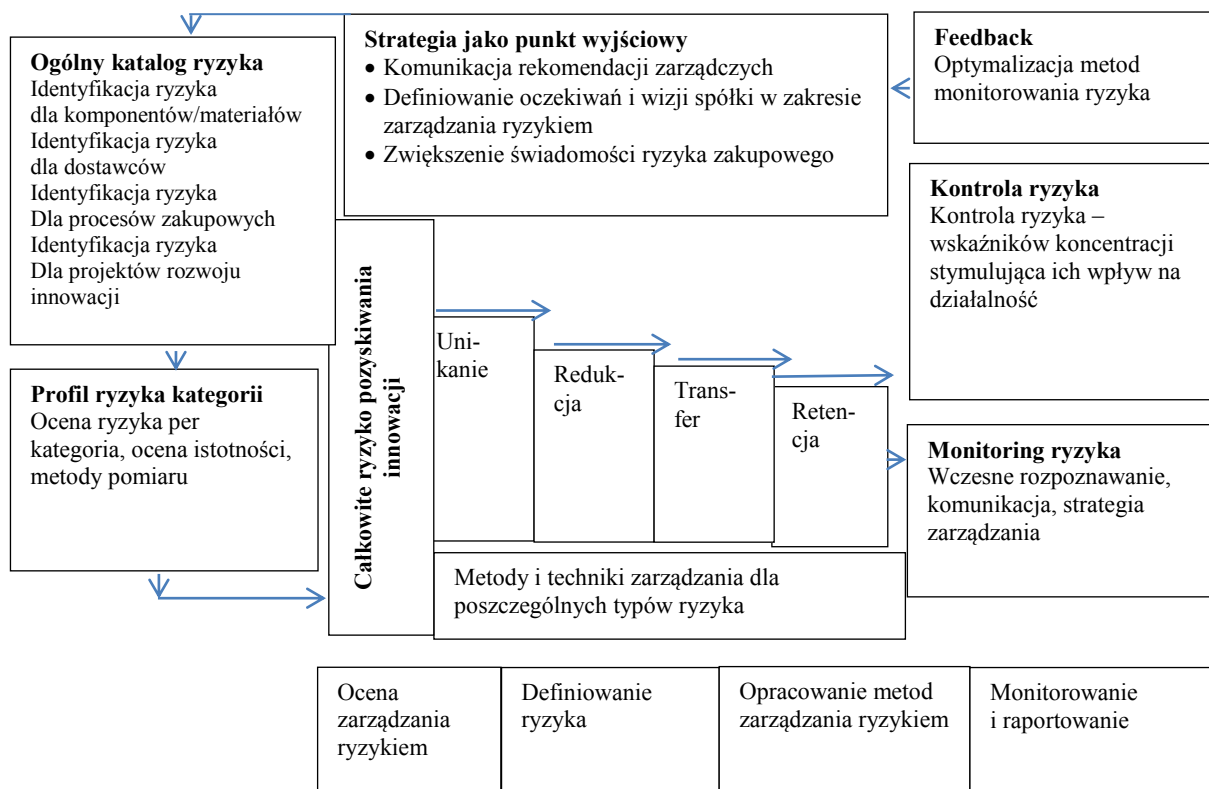 Strategia jako punkt wyjściowy
• Komunikacja rekomendacji zarządczych
• Definiowanie oczekiwań i wizji spółki w zakresie
zarządzania ryzykiem
• Zwiększenie świadomości ryzyka zakupowego
Feedback
Optymalizacja metod
monitorowania ryzyka
Ogólny katalog ryzyka
Identyfikacja ryzyka
dla komponentów/materiałów
Identyfikacja ryzyka
dla dostawców
Identyfikacja ryzyka
Dla procesów zakupowych
Identyfikacja ryzyka
Dla projektów rozwoju
innowacji
Kontrola ryzyka
Kontrola ryzyka –
wskaźników koncentracji
stymulująca ich wpływ na
działalność
Profil ryzyka kategorii
Ocena ryzyka per
kategoria, ocena istotności,
metody pomiaru
Całkowite ryzyko pozyskiwania
innowacji
Uni-
kanie
Reduk-
cja
Trans-
fer
Reten-
cja
Monitoring ryzyka
Wczesne rozpoznawanie,
komunikacja, strategia
zarządzania
Metody i techniki zarządzania dla
poszczególnych typów ryzyka
Ocena
zarządzania
ryzykiem
Definiowanie
ryzyka
Opracowanie metod
zarządzania ryzykiem
Monitorowanie
i raportowanie